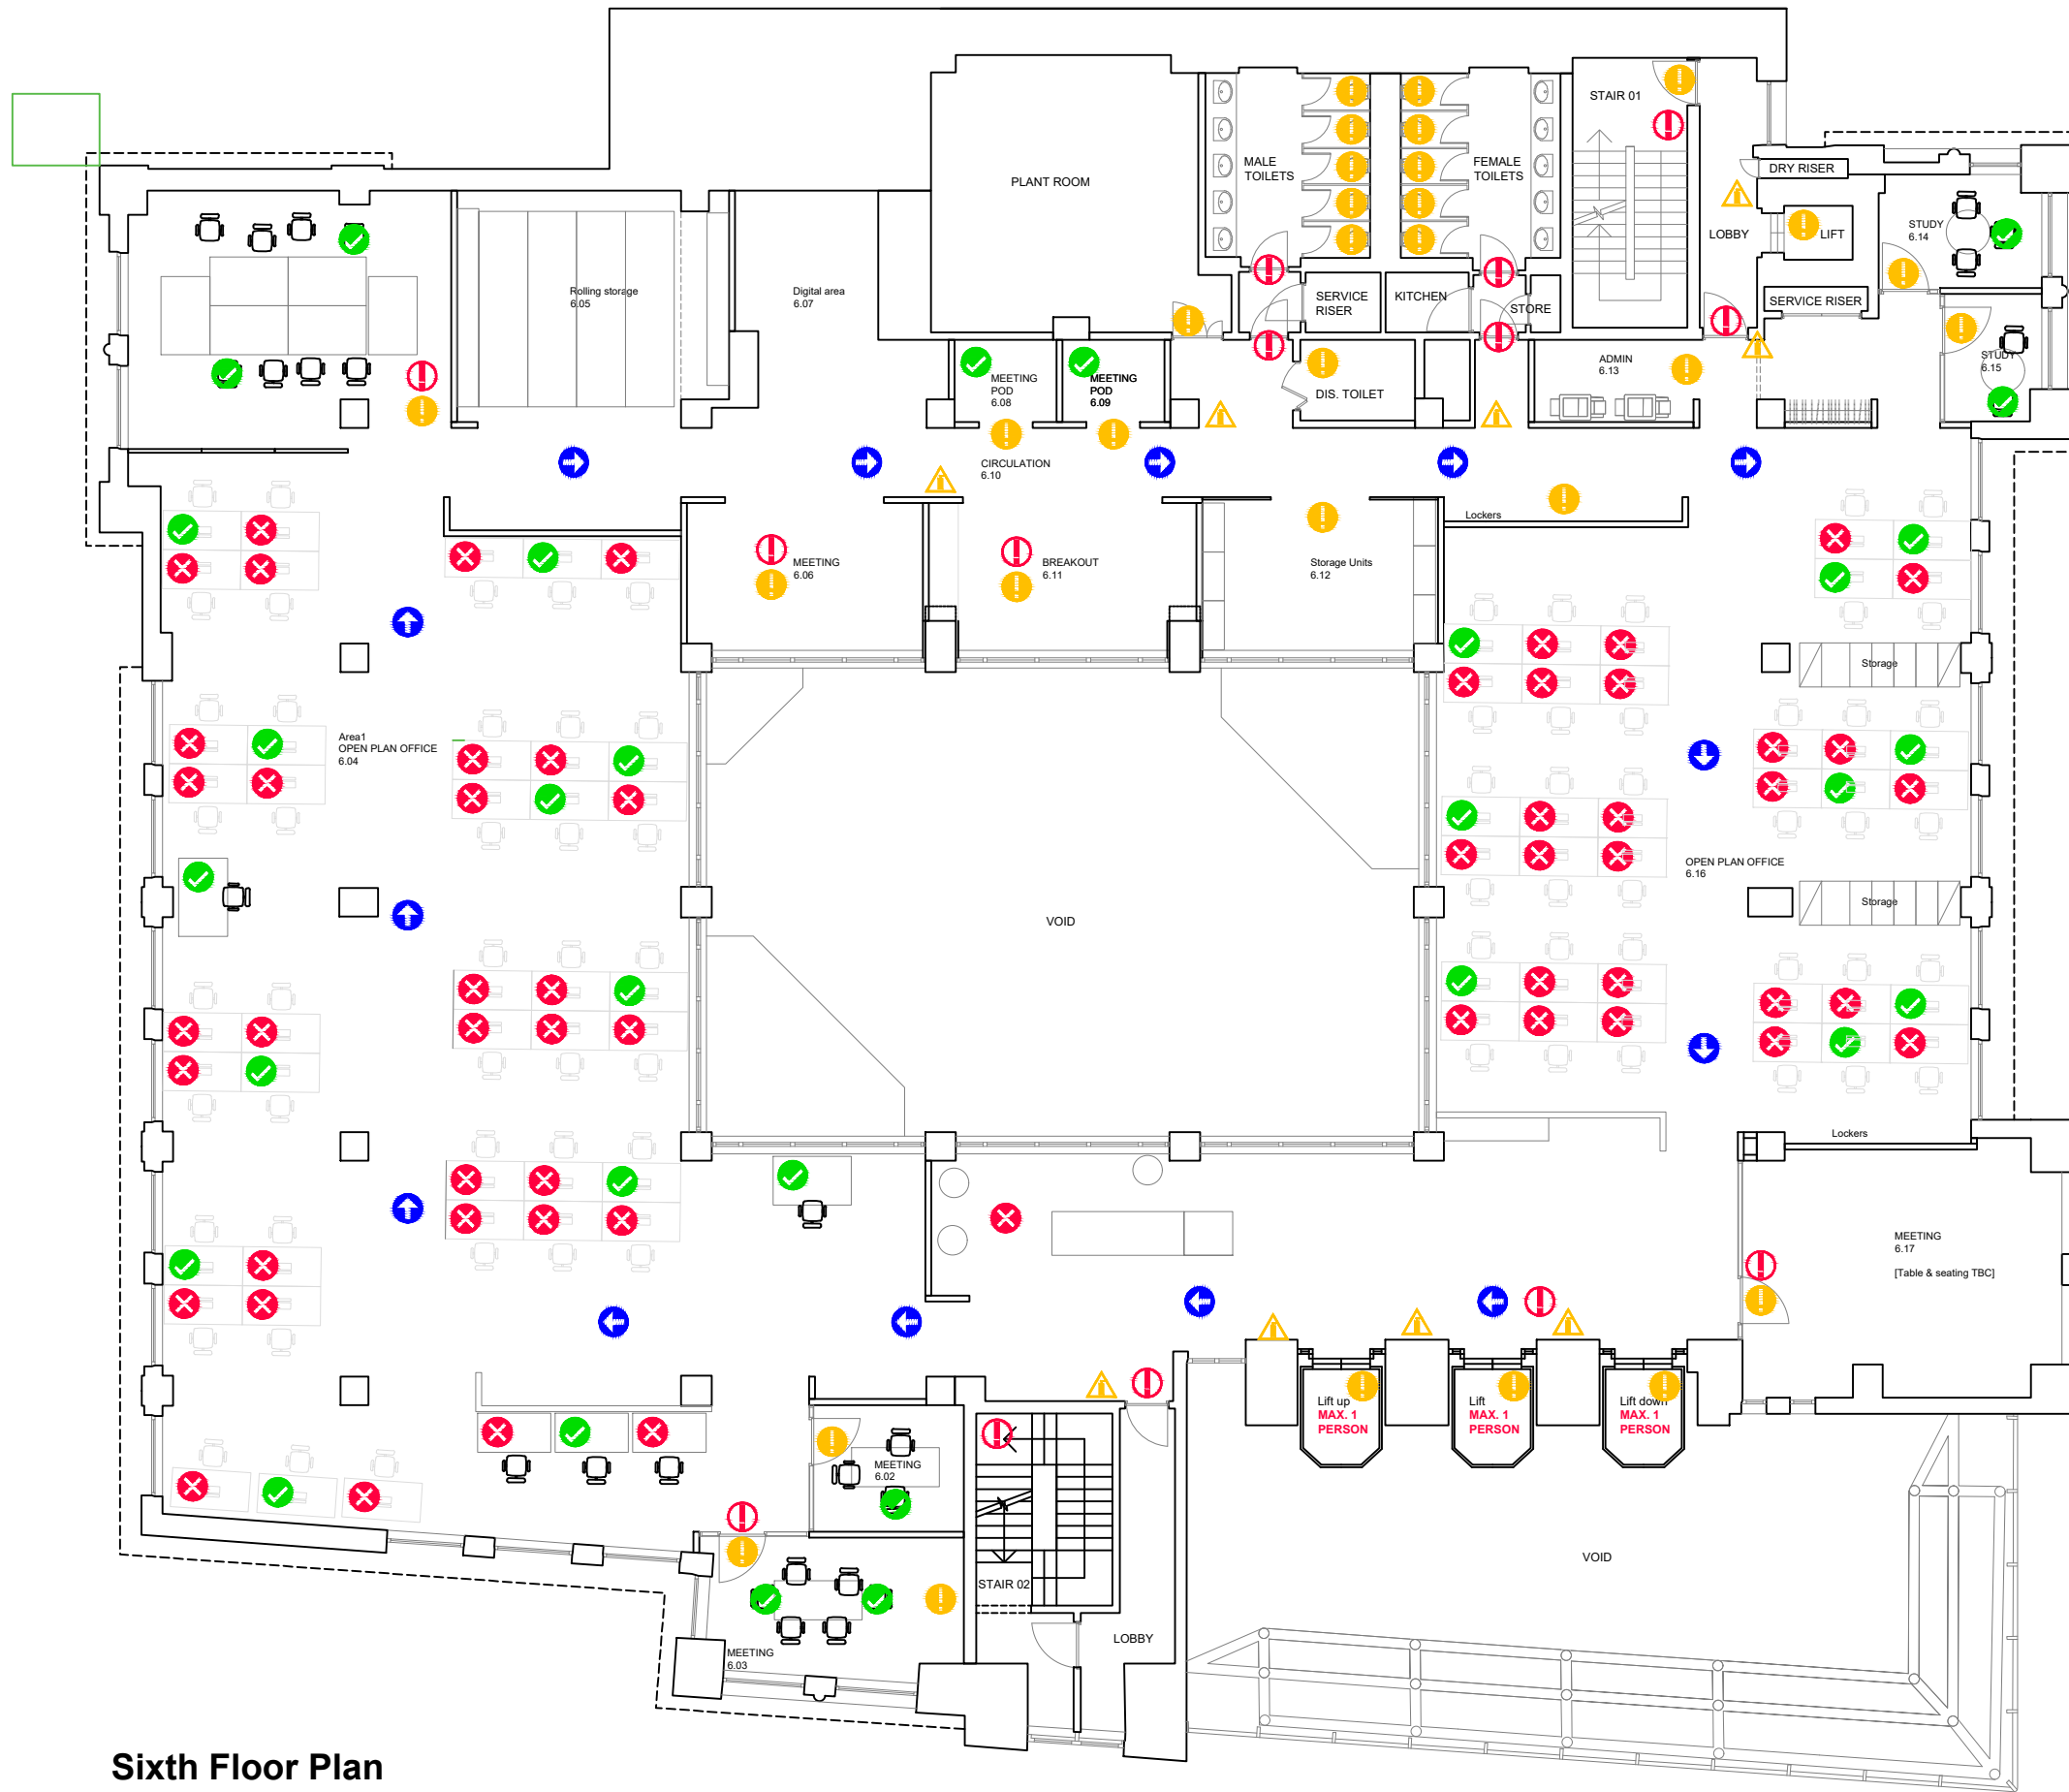 STAIR 01
MALE
TOILETS
FEMALE
TOILETS
PLANT ROOM
DRY RISER
LOBBY
LIFT
STUDY
6.14
Rolling storage
6.05
Digital area
6.07
SERVICE
RISER
KITCHEN
STORE
SERVICE RISER
MEETING
POD
6.08
MEETING
POD
6.09
DIS. TOILET
ADMIN
6.13
STUDY
6.15
CIRCULATION
6.10
Lockers
MEETING
6.06
BREAKOUT
6.11
Storage Units
6.12
Storage
Area1
OPEN PLAN OFFICE
6.04
OPEN PLAN OFFICE
6.16
Storage
VOID
Lockers
MEETING
6.17
[Table & seating TBC]
Lift up
MAX. 1
PERSON
Lift
MAX. 1
PERSON
Lift down
MAX. 1
PERSON
MEETING
6.02
STAIR 02
VOID
LOBBY
MEETING
6.03
Sixth Floor Plan